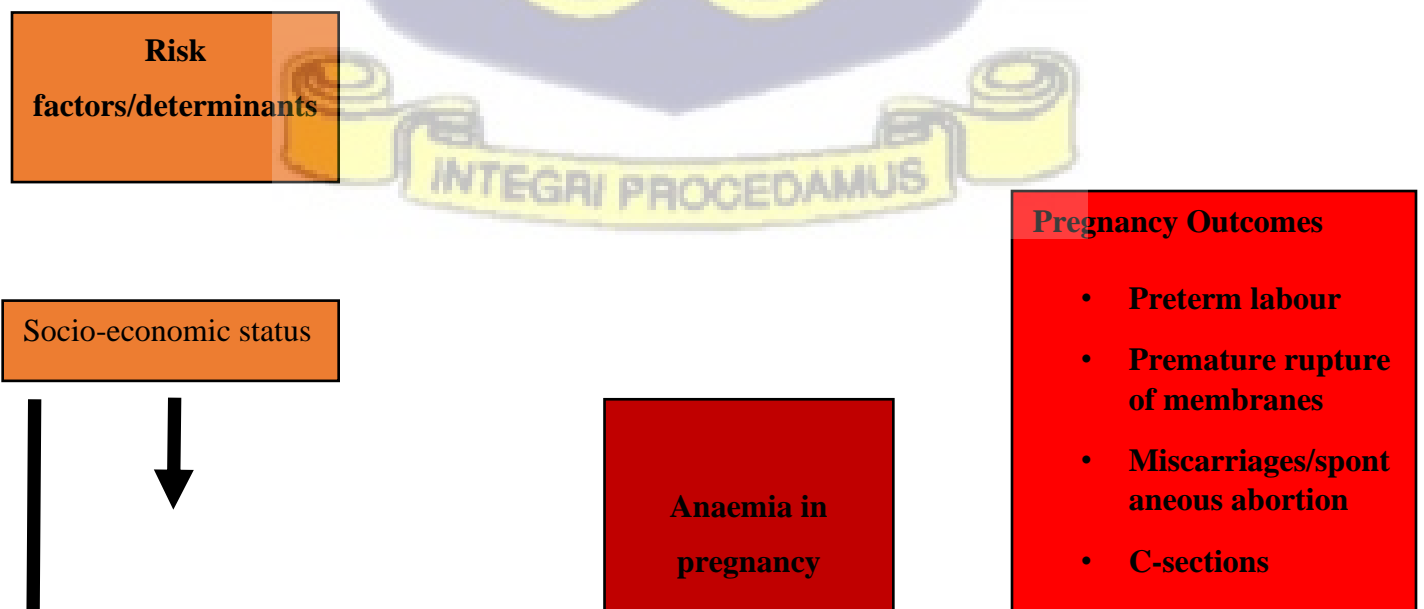 Risk
factors/determinants
INTEGRI PROCEDAMUS
Socio-economic status
Anaemia in
pregnancy
Pregnancy Outcomes
• Preterm labour
• Premature rupture
of membranes
• Miscarriages/spont
aneous abortion
• C-sections